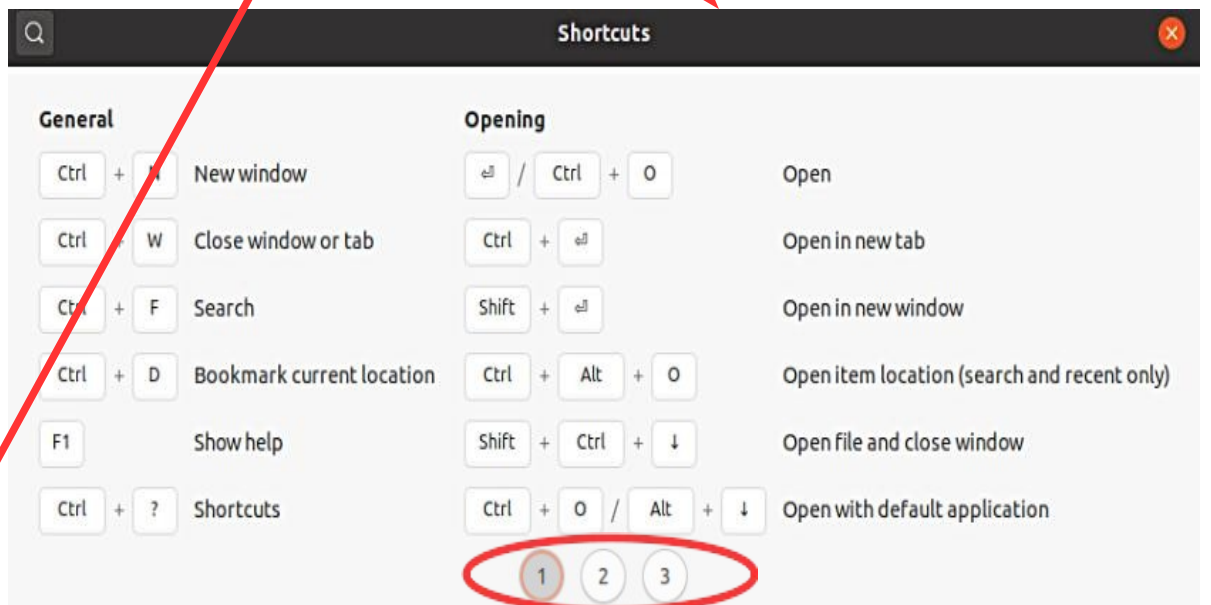 Shortcuts
General
Ctrl + N New window
Ctrl + W Close window or tab
Ctrl + F Search
Ctrl + D Bookmark current location
F1 Show help
Ctrl + ? Shortcuts
Opening
⏎ / Ctrl + O Open
Ctrl + ⏎ Open in new tab
Shift + ⏎ Open in new window
Ctrl + Alt + O Open item location (search and recent only)
Shift + Ctrl + ↓ Open file and close window
Ctrl + O / Alt + ↓ Open with default application
1 2 3